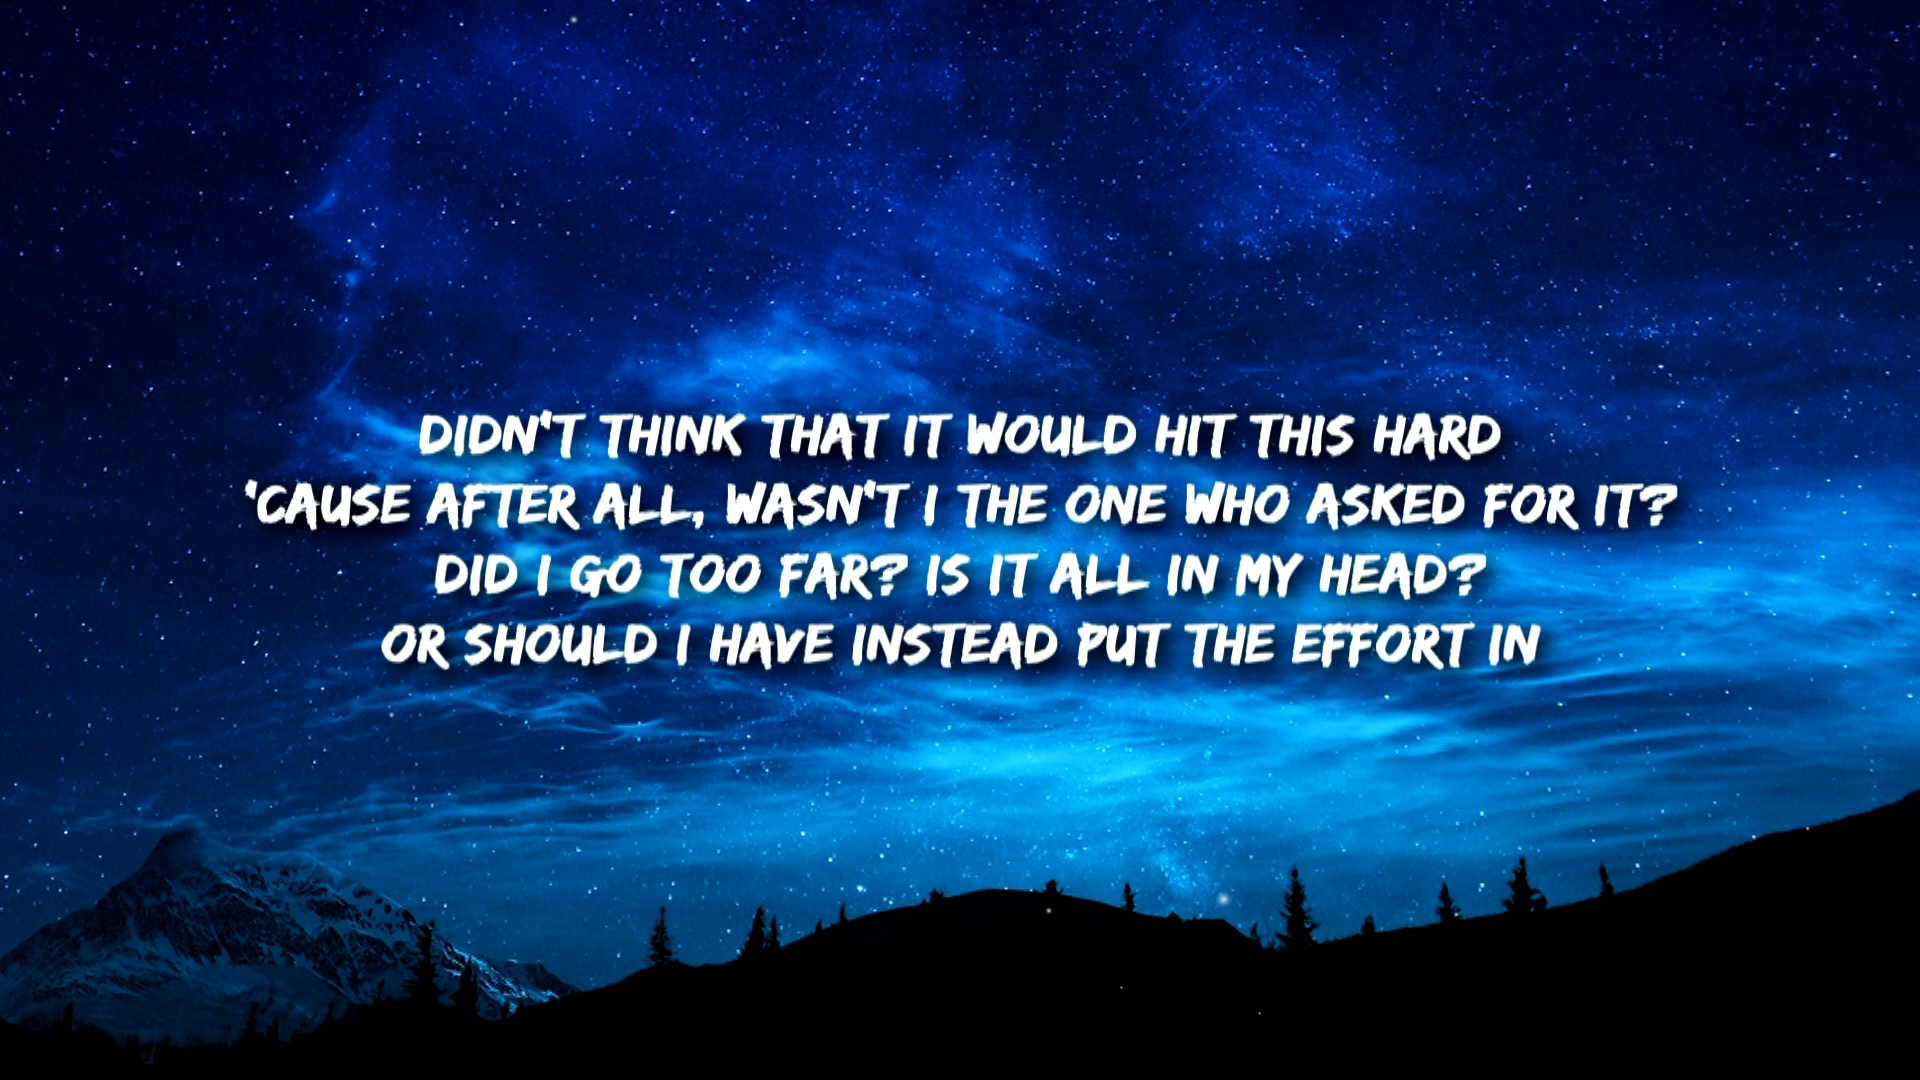 DIDN'T THINK THAT IT WOULD HIT THIS HARD
'CAUSE AFTER ALL, WASN'T I THE ONE WHO ASKED FOR IT?
DID I GO TOO FAR? IS IT ALL IN MY HEAD?
OR SHOULD I HAVE INSTEAD PUT THE EFFORT IN